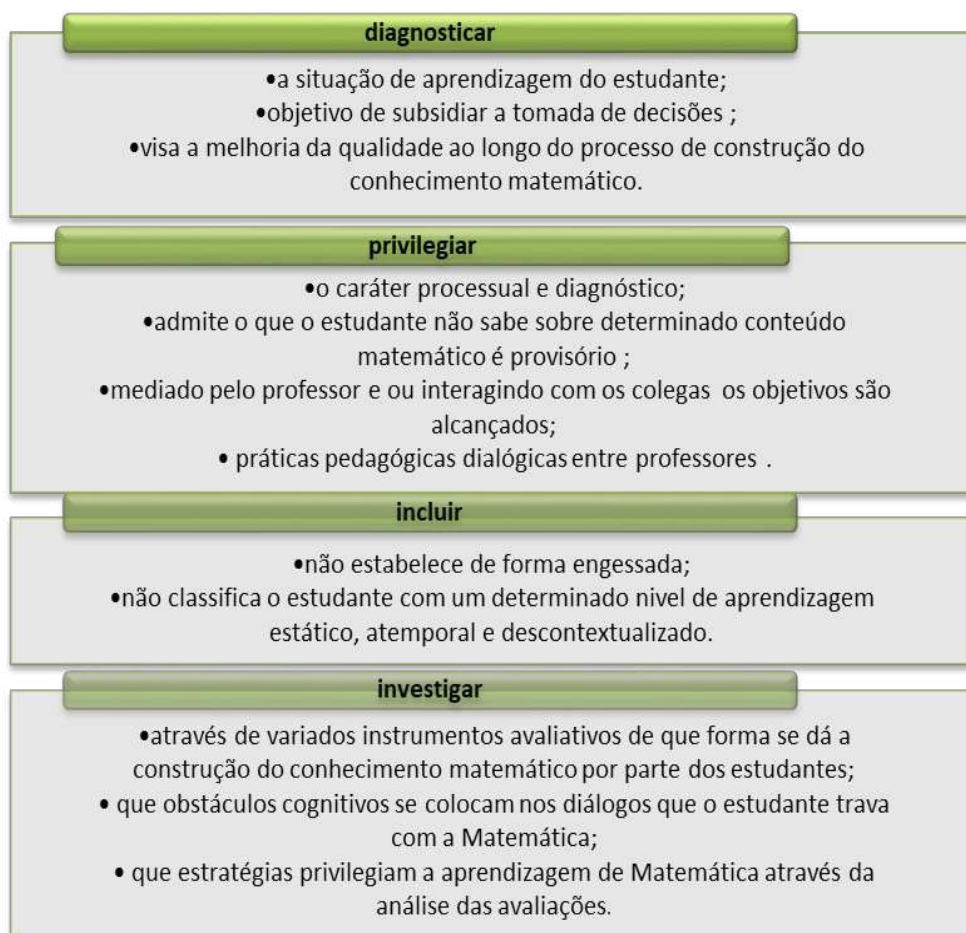 diagnosticar
•a situação de aprendizagem do estudante;
•objetivo de subsidiar a tomada de decisões ;
•visa a melhoria da qualidade ao longo do processo de construção do
conhecimento matemático.
privilegiar
•o caráter processual e diagnóstico;
•admite o que o estudante não sabe sobre determinado conteúdo
matemático é provisório ;
•mediado pelo professor e ou interagindo com os colegas os objetivos são
alcançados;
• práticas pedagógicas dialógicas entre professores .
incluir
•não estabelece de forma engessada;
•não classifica o estudante com um determinado nivel de aprendizagem
estático, atemporal e descontextualizado.
investigar
•através de variados instrumentos avaliativos de que forma se dá a
construção do conhecimento matemático por parte dos estudantes;
• que obstáculos cognitivos se colocam nos diálogos que o estudante trava
com a Matemática;
• que estratégias privilegiam a aprendizagem de Matemática através da
análise das avaliações.